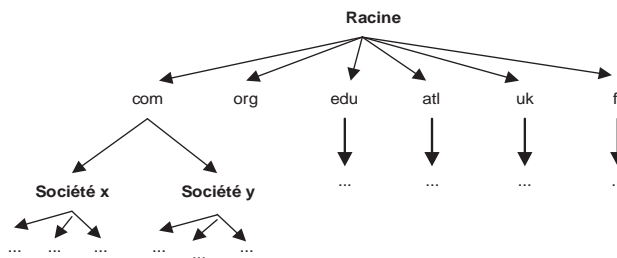 Racine
com org edu atl uk f
... ... ... ...
Société x Société y
... ... ... ... ... ...